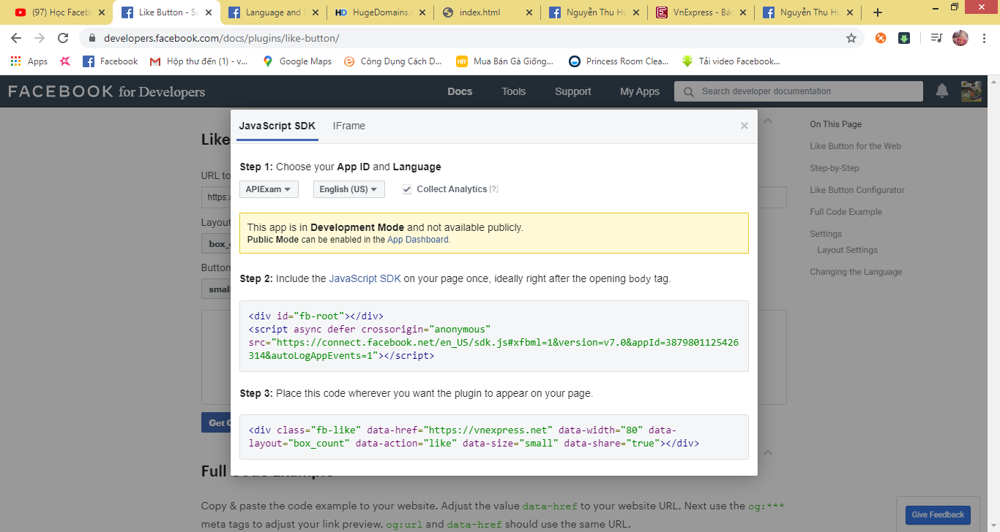 (97) Học Faceb
Like Button - So
Language and
HugeDomains.c
index.html
Nguyễn Thu Hu
VnExpress - Bác
Nguyễn Thu Hu
developers.facebook.com/docs/plugins/like-button/
Apps
Facebook
Hộp thư đến (1) - v...
Google Maps
Công Dụng Cách D...
Mua Bán Gà Giống...
Princess Room Clea...
Tải video Facebook...
FACEBOOK for Developers
Docs
Tools
Support
My Apps
Search developer documentation
JavaScript SDK
IFrame
Like
URL to
https:/
Layout
box_c
Button
small
Get C
Step 1: Choose your App ID and Language
APIExam
English (US)
Collect Analytics [?]
This app is in Development Mode and not available publicly.
Public Mode can be enabled in the App Dashboard.
Step 2: Include the JavaScript SDK on your page once, ideally right after the opening body tag.
<div id="fb-root"></div>
<script async defer crossorigin="anonymous"
src="https://connect.facebook.net/en_US/sdk.js#xfbml=1&version=v7.0&appId=3879801125426
314&autoLogAppEvents=1"></script>
Step 3: Place this code wherever you want the plugin to appear on your page.
<div class="fb-like" data-href="https://vnexpress.net" data-width="80" data-
layout="box_count" data-action="like" data-size="small" data-share="true"></div>
On This Page
Like Button for the Web
Step-by-Step
Like Button Configurator
Full Code Example
Settings
Layout Settings
Changing the Language
Full Code Example
Copy & paste the code example to your website. Adjust the value data-href to your website URL. Next use the og:***
meta tags to adjust your link preview. og:url and data-href should use the same URL.
Give Feedback